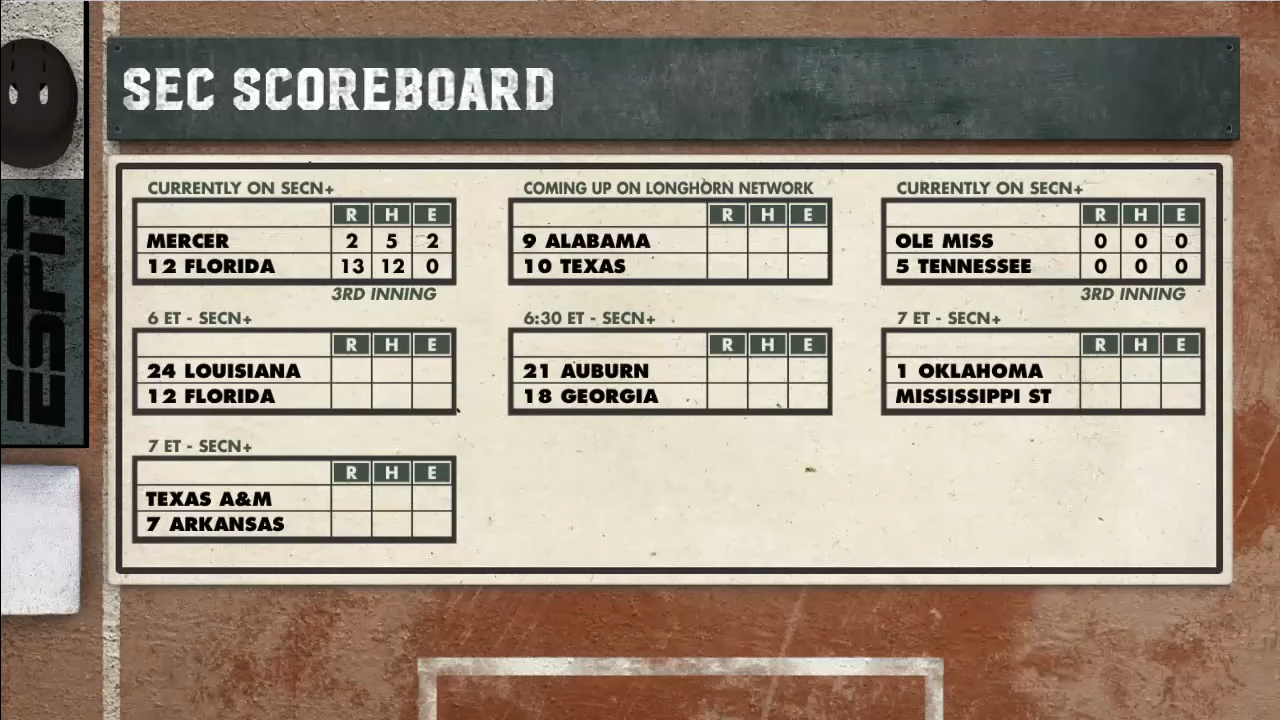 SEC SCOREBOARD
ESPN
CURRENTLY ON SECN+
R H E
MERCER 2 5 2
12 FLORIDA 13 12 0
3RD INNING
COMING UP ON LONGHORN NETWORK
R H E
9 ALABAMA
10 TEXAS
CURRENTLY ON SECN+
R H E
OLE MISS 0 0 0
5 TENNESSEE 0 0 0
3RD INNING
6 ET - SECN+
R H E
24 LOUISIANA
12 FLORIDA
6:30 ET - SECN+
R H E
21 AUBURN
18 GEORGIA
7 ET - SECN+
R H E
1 OKLAHOMA
MISSISSIPPI ST
7 ET - SECN+
R H E
TEXAS A&M
7 ARKANSAS